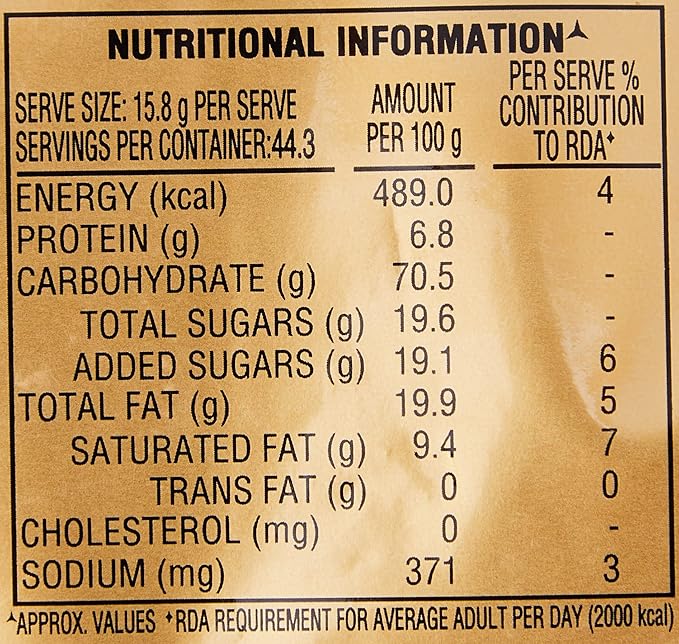 NUTRITIONAL INFORMATION⅄
SERVE SIZE: 15.8 g PER SERVE
SERVINGS PER CONTAINER:44.3
AMOUNT
PER 100 g
PER SERVE %
CONTRIBUTION
TO RDA✦
ENERGY (kcal) 489.0 4
PROTEIN (g) 6.8 -
CARBOHYDRATE (g) 70.5 -
TOTAL SUGARS (g) 19.6 -
ADDED SUGARS (g) 19.1 6
TOTAL FAT (g) 19.9 5
SATURATED FAT (g) 9.4 7
TRANS FAT (g) 0 0
CHOLESTEROL (mg) 0 -
SODIUM (mg) 371 3
⅄APPROX. VALUES ✦RDA REQUIREMENT FOR AVERAGE ADULT PER DAY (2000 kcal)